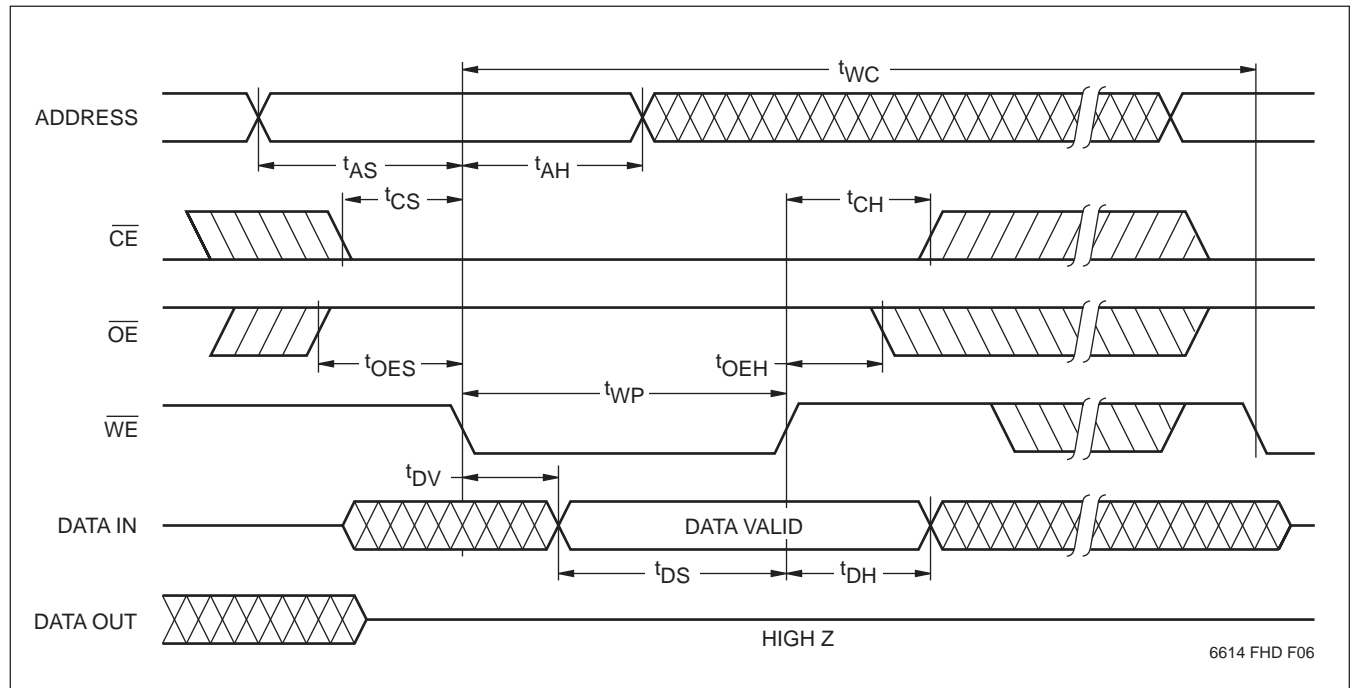 tWC
ADDRESS
tAS
tAH
tCS
tCH
CE
OE
tOES
tOEH
tWP
WE
tDV
DATA IN
DATA VALID
tDS
tDH
DATA OUT
HIGH Z
6614 FHD F06